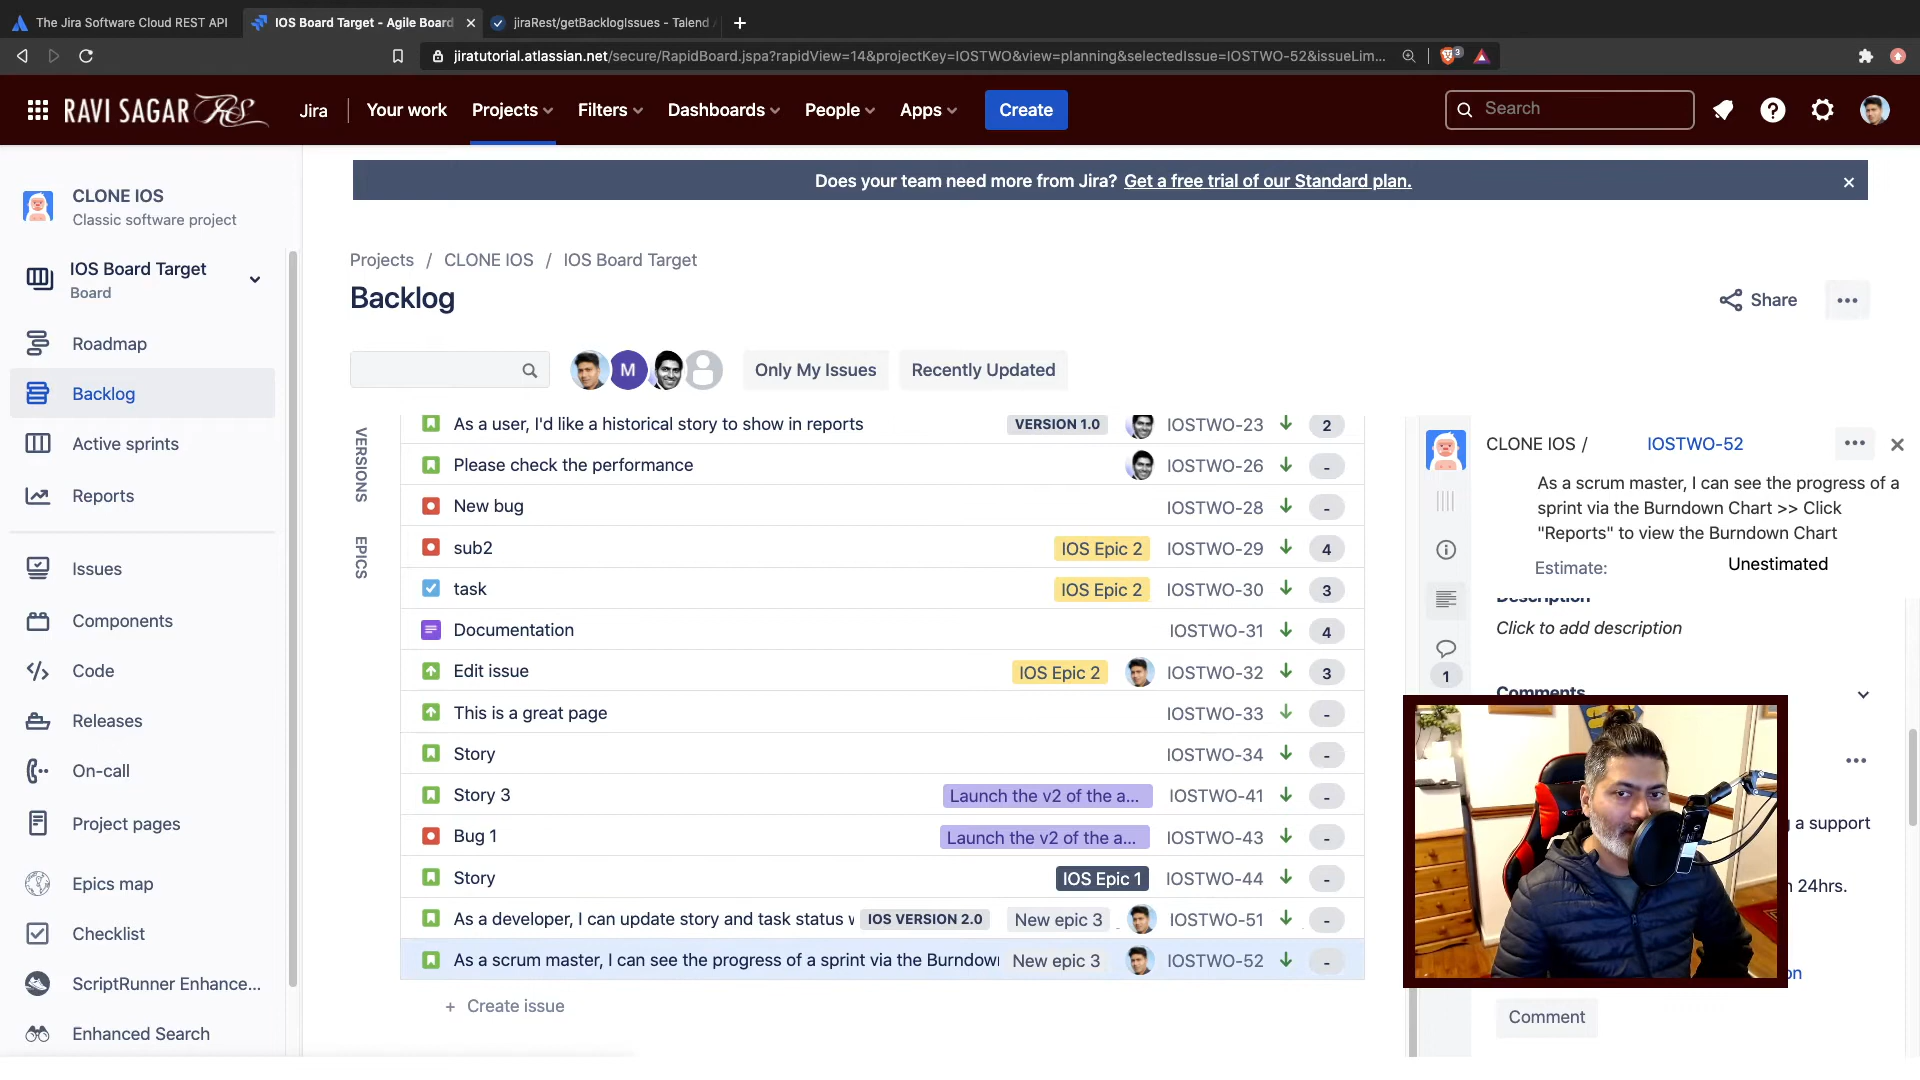 The Jira Software Cloud REST API
IOS Board Target - Agile Board
jiraRest/getBacklogIssues - Talend
jiratutorial.atlassian.net/secure/RapidBoard.jspa?rapidView=14&projectKey=IOSTWO&view=planning&selectedIssue=IOSTWO-52&issueLim...
3
RAVI SAGAR RS
Jira
Your work
Projects
Filters
Dashboards
People
Apps
Create
Search
CLONE IOS
Classic software project
IOS Board Target
Board
Roadmap
Backlog
Active sprints
Reports
Issues
Components
Code
Releases
On-call
Project pages
Epics map
Checklist
ScriptRunner Enhance...
Enhanced Search
Does your team need more from Jira? Get a free trial of our Standard plan.
Projects / CLONE IOS / IOS Board Target
Backlog
Share
M
Only My Issues
Recently Updated
VERSIONS
EPICS
As a user, I'd like a historical story to show in reports VERSION 1.0 IOSTWO-23 2
Please check the performance IOSTWO-26 -
New bug IOSTWO-28 -
sub2 IOS Epic 2 IOSTWO-29 4
task IOS Epic 2 IOSTWO-30 3
Documentation IOSTWO-31 4
Edit issue IOS Epic 2 IOSTWO-32 3
This is a great page IOSTWO-33 -
Story IOSTWO-34 -
Story 3 Launch the v2 of the a... IOSTWO-41 -
Bug 1 Launch the v2 of the a... IOSTWO-43 -
Story IOS Epic 1 IOSTWO-44 -
As a developer, I can update story and task status IOS VERSION 2.0 New epic 3 IOSTWO-51 -
As a scrum master, I can see the progress of a sprint via the Burndown New epic 3 IOSTWO-52 -
+ Create issue
CLONE IOS / IOSTWO-52
As a scrum master, I can see the progress of a
sprint via the Burndown Chart >> Click
"Reports" to view the Burndown Chart
Estimate: Unestimated
Description
Click to add description
1
Comments
a support
24hrs.
Comment